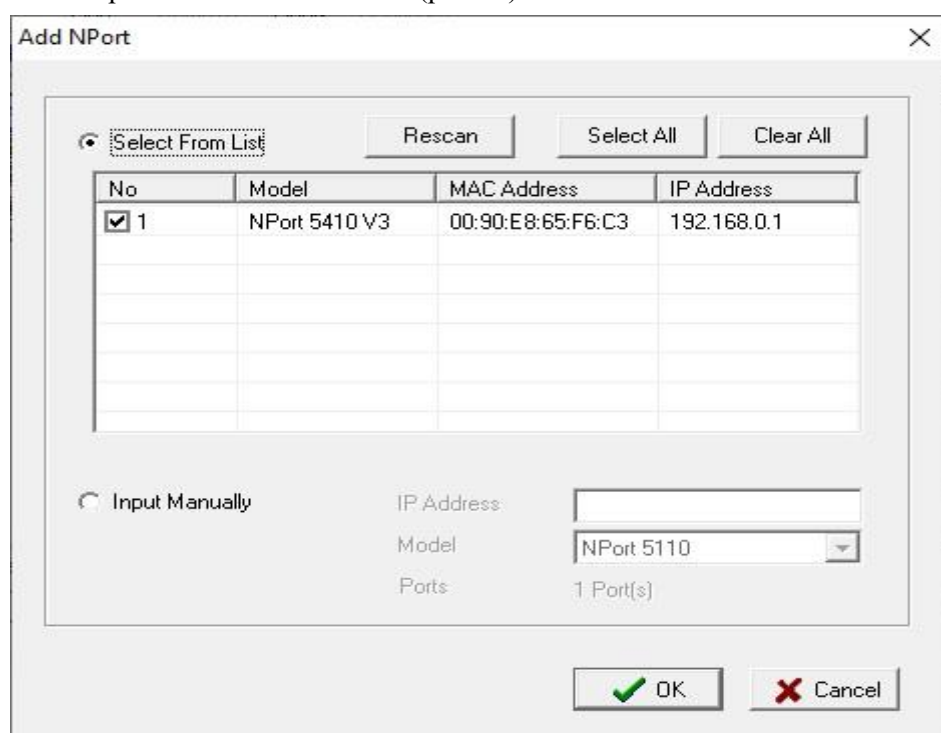 Add NPort
Select From List Rescan Select All Clear All
No Model MAC Address IP Address
1 NPort 5410 V3 00:90:E8:65:F6:C3 192.168.0.1
Input Manually IP Address
Model NPort 5110
Ports 1 Port(s)
OK Cancel